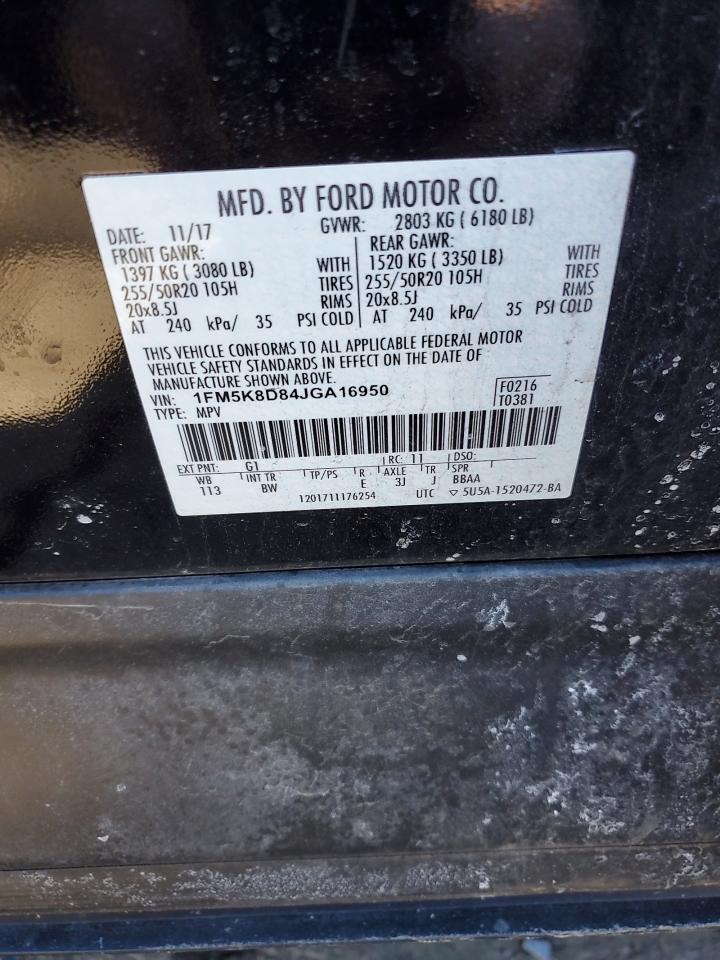 MFD. BY FORD MOTOR CO.
DATE: 11/17 GVWR: 2803 KG ( 6180 LB)
FRONT GAWR: REAR GAWR:
1397 KG ( 3080 LB) WITH 1520 KG ( 3350 LB) WITH
255/50R20 105H TIRES 255/50R20 105H TIRES
20x8.5J RIMS 20x8.5J RIMS
AT 240 kPa/ 35 PSI COLD AT 240 kPa/ 35 PSI COLD
THIS VEHICLE CONFORMS TO ALL APPLICABLE FEDERAL MOTOR
VEHICLE SAFETY STANDARDS IN EFFECT ON THE DATE OF
MANUFACTURE SHOWN ABOVE.
VIN: 1FM5K8D84JGA16950 F0216
TYPE: MPV T0381
EXT PNT: G1 RC: 11 DSO:
WB INT TR TP/PS R AXLE TR SPR
113 BW E 3J J BBAA
1201711176254 UTC ▽ 5U5A-1520472-BA